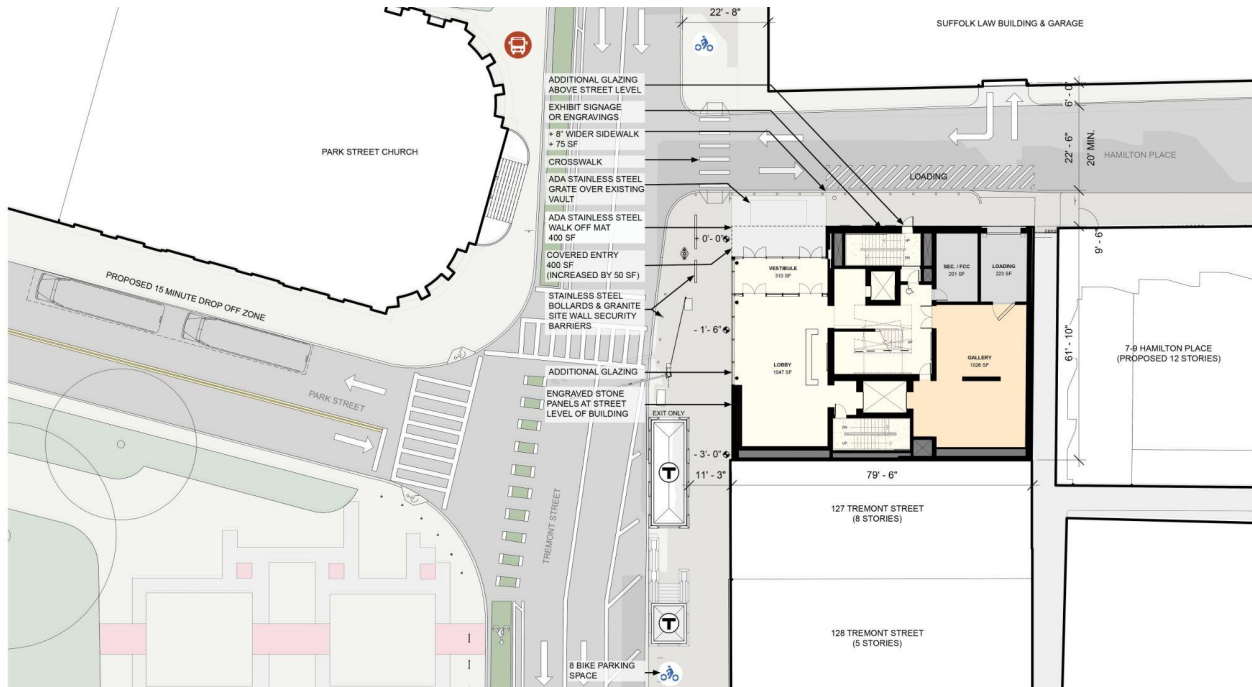 22' - 8"
SUFFOLK LAW BUILDING & GARAGE
ADDITIONAL GLAZING
ABOVE STREET LEVEL
EXHIBIT SIGNAGE
OR ENGRAVINGS
+ 8" WIDER SIDEWALK
+ 75 SF
CROSSWALK
ADA STAINLESS STEEL
GRATE OVER EXISTING
VAULT
ADA STAINLESS STEEL
WALK OFF MAT
400 SF
COVERED ENTRY
400 SF
(INCREASED BY 50 SF)
STAINLESS STEEL
BOLLARDS & GRANITE
SITE WALL SECURITY
BARRIERS
ADDITIONAL GLAZING
ENGRAVED STONE
PANELS AT STREET
LEVEL OF BUILDING
PARK STREET CHURCH
6' - 0"
22' - 6"
20' MIN.
HAMILTON PLACE
LOADING
9' - 6"
+ 0'- 0"
- 1'- 6"
- 3'- 0"
UP
SEC. / FCC
201 SF
LOADING
223 SF
VESTIBULE
310 SF
LOBBY
1047 SF
GALLERY
1026 SF
DN
UP
61' - 10"
7-9 HAMILTON PLACE
(PROPOSED 12 STORIES)
PROPOSED 15 MINUTE DROP OFF ZONE
PARK STREET
EXIT ONLY
T
11' - 3"
79' - 6"
TREMONT STREET
127 TREMONT STREET
(8 STORIES)
T
128 TREMONT STREET
(5 STORIES)
8 BIKE PARKING
SPACE